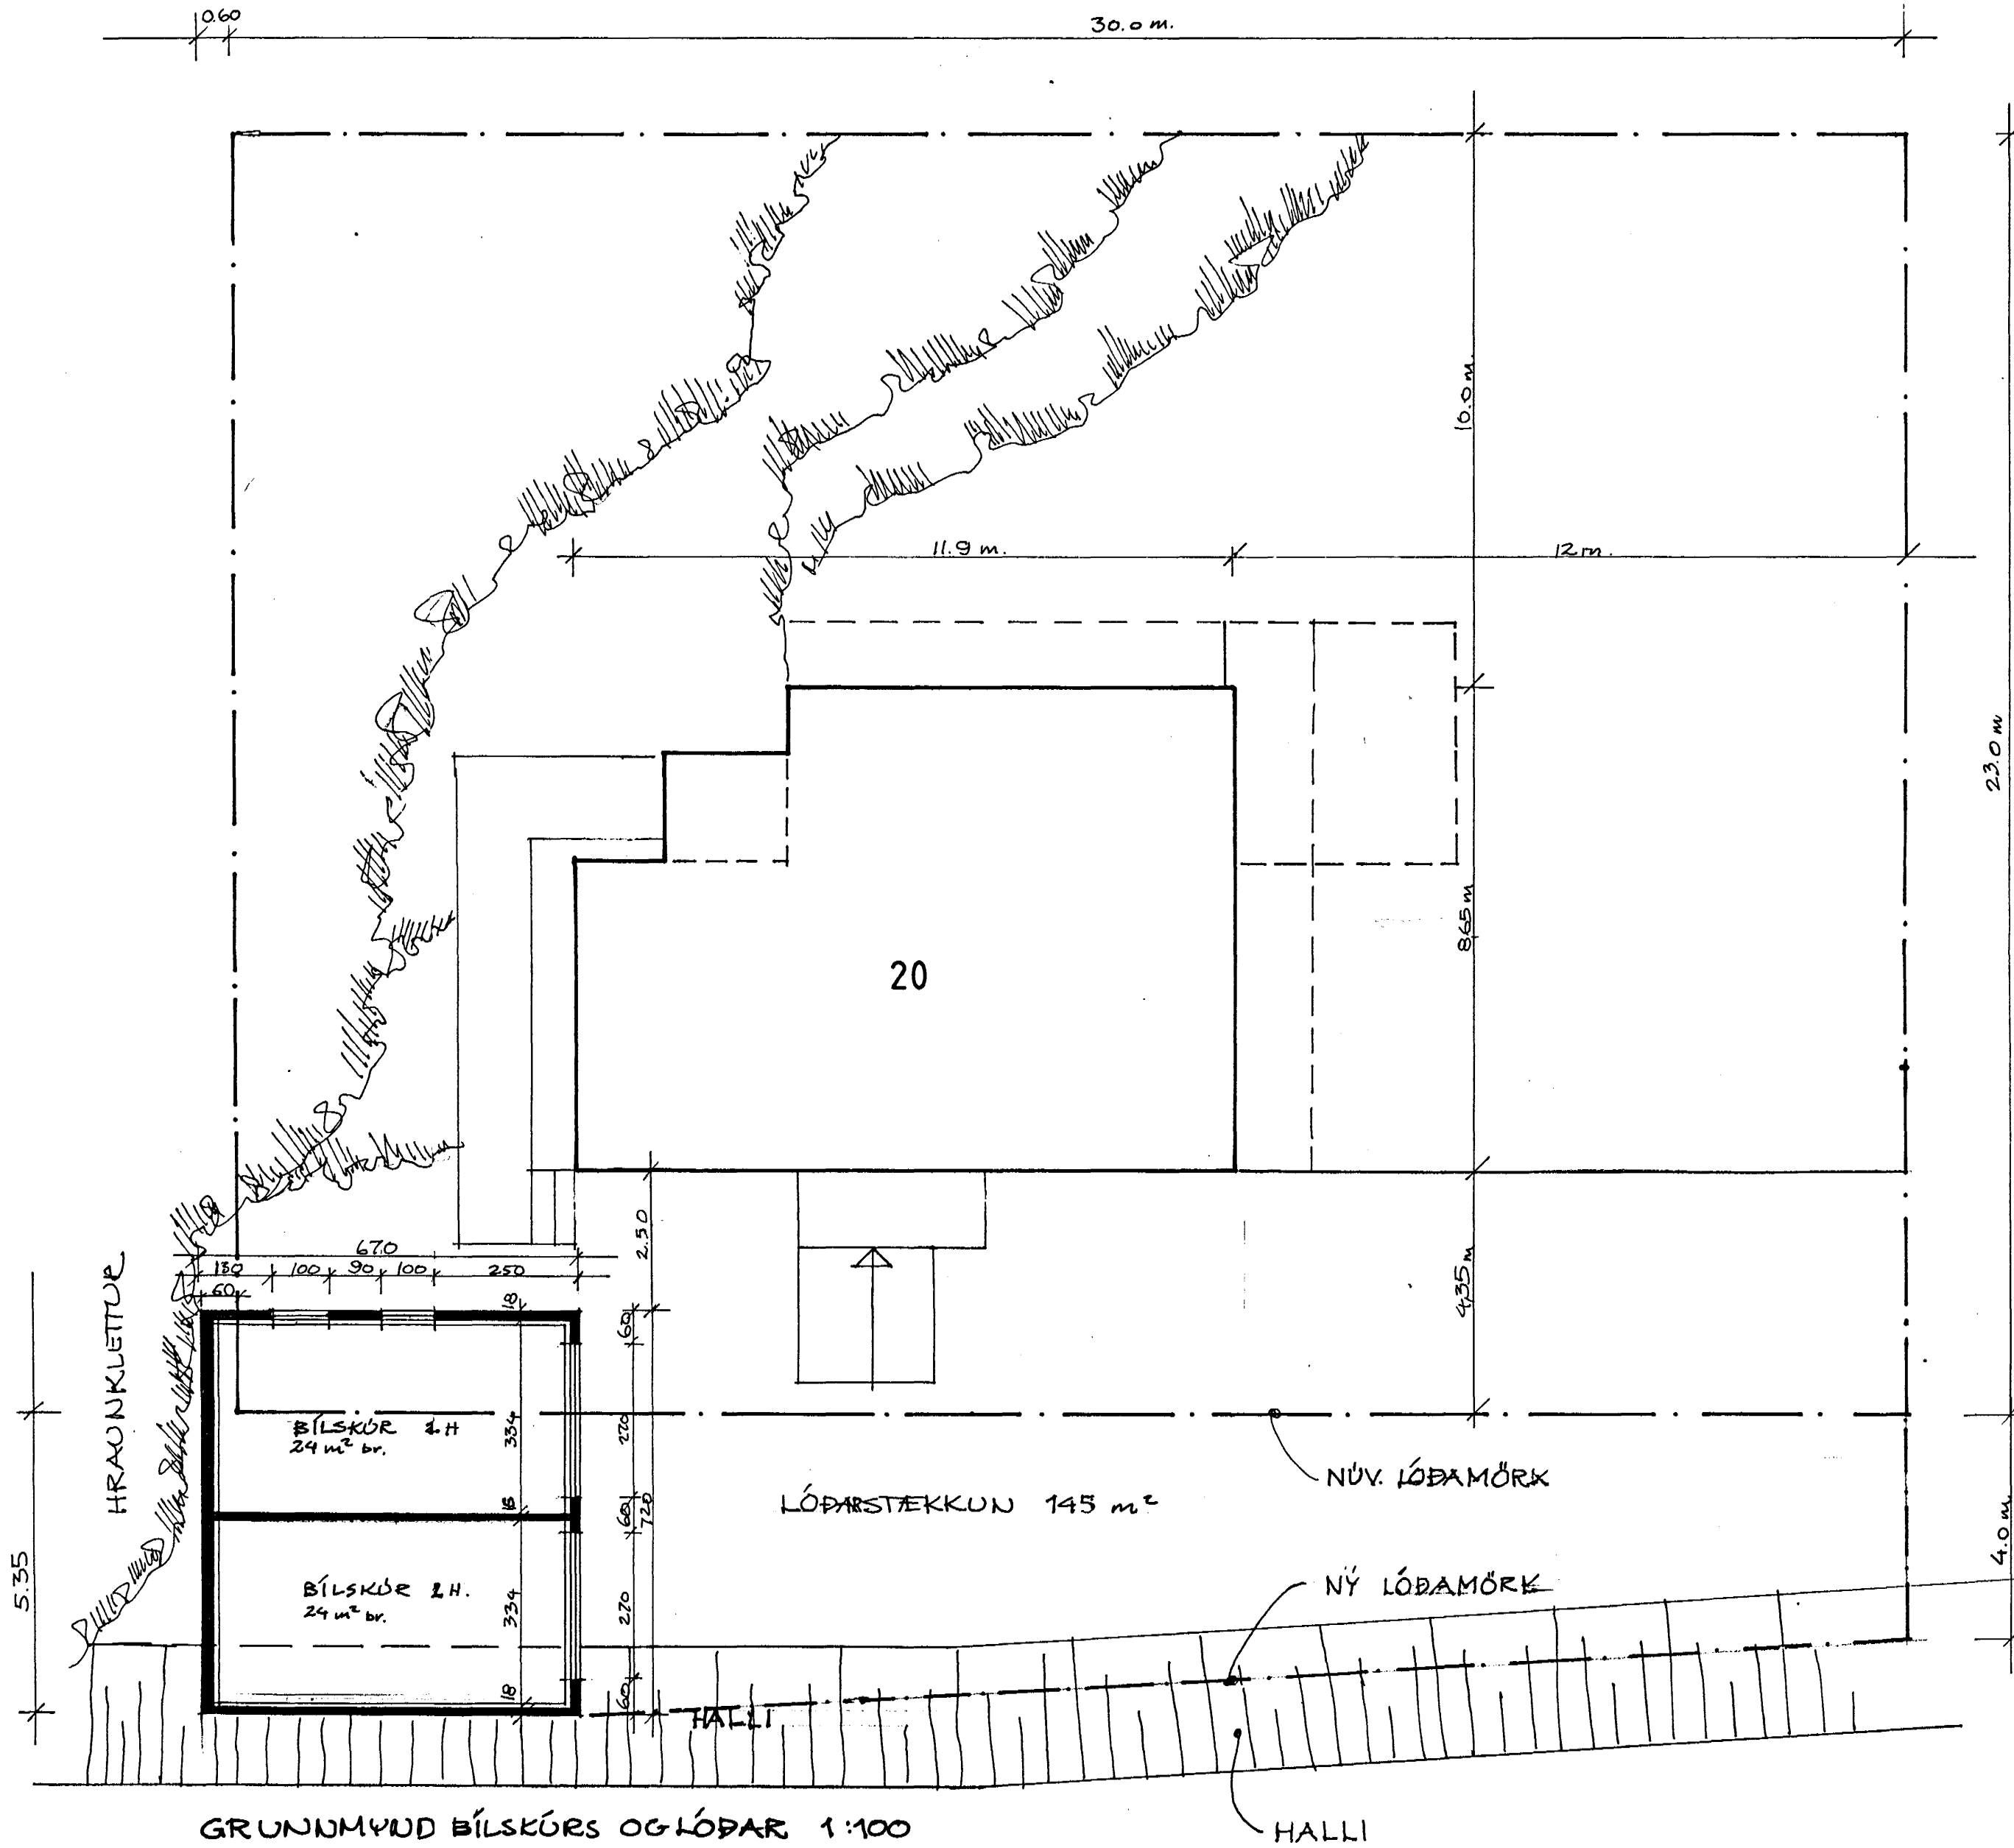 0.60
30.0 m.
10.0 m.
11.9 m.
12 m.
23.0 m
8.65 m
20
2.50
670
130 100 90 100 250
60
4,35 m
HRAUNKLETTUR
18
60
BÍLSKÚR 1.H
24 m² br.
334
270
NÚV. LÓÐAMÖRK
LÓÐARSTÆKKUN 145 m²
18
60
720
5.35
4.0 m.
BÍLSKÚR 2H.
24 m² br.
334
270
NÝ LÓÐAMÖRK
18
60
HALLI
GRUNNMYND BÍLSKÚRS OG LÓÐAR 1:100
HALLI